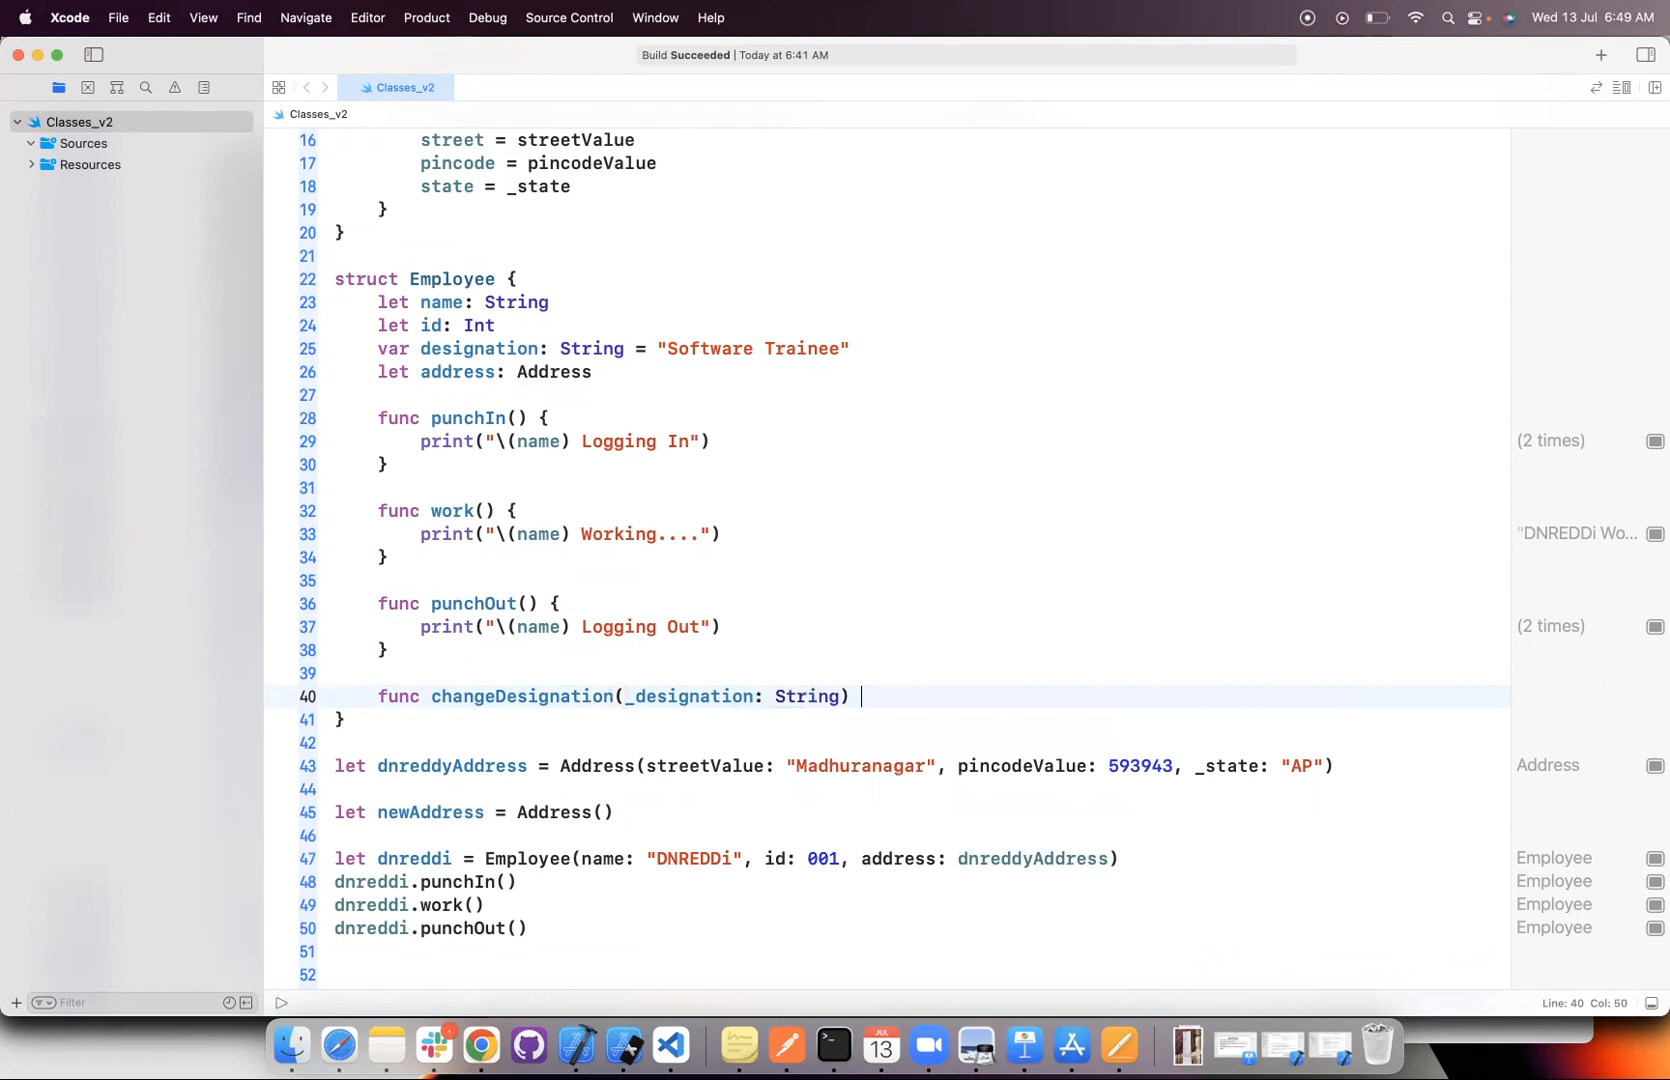 Xcode File Edit View Find Navigate Editor Product Debug Source Control Window Help Wed 13 Jul 6:49 AM
Build Succeeded | Today at 6:41 AM
Classes_v2
Classes_v2
Classes_v2
Sources
Resources
16 street = streetValue
17 pincode = pincodeValue
18 state = _state
19 }
20 }
21
22 struct Employee {
23 let name: String
24 let id: Int
25 var designation: String = "Software Trainee"
26 let address: Address
27
28 func punchIn() {
29 print("\(name) Logging In") (2 times)
30 }
31
32 func work() {
33 print("\(name) Working....") "DNREDDi Wo...
34 }
35
36 func punchOut() {
37 print("\(name) Logging Out") (2 times)
38 }
39
40 func changeDesignation(_designation: String)
41 }
42
43 let dnreddyAddress = Address(streetValue: "Madhuranagar", pincodeValue: 593943, _state: "AP") Address
44
45 let newAddress = Address()
46
47 let dnreddi = Employee(name: "DNREDDi", id: 001, address: dnreddyAddress) Employee
48 dnreddi.punchIn() Employee
49 dnreddi.work() Employee
50 dnreddi.punchOut() Employee
51
52
Filter
Line: 40 Col: 50
JUL
13